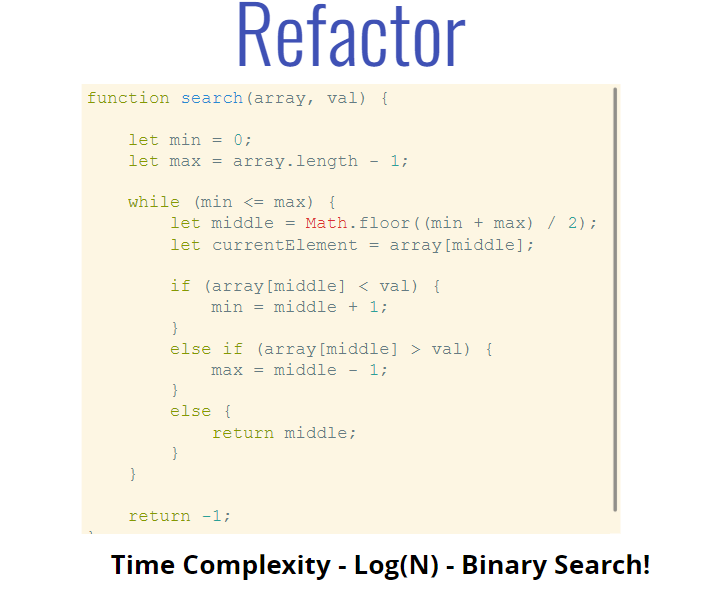 Refactor
function search(array, val) {
let min = 0;
let max = array.length - 1;
while (min <= max) {
let middle = Math.floor((min + max) / 2);
let currentElement = array[middle];
if (array[middle] < val) {
min = middle + 1;
}
else if (array[middle] > val) {
max = middle - 1;
}
else {
return middle;
}
}
return -1;
Time Complexity - Log(N) - Binary Search!